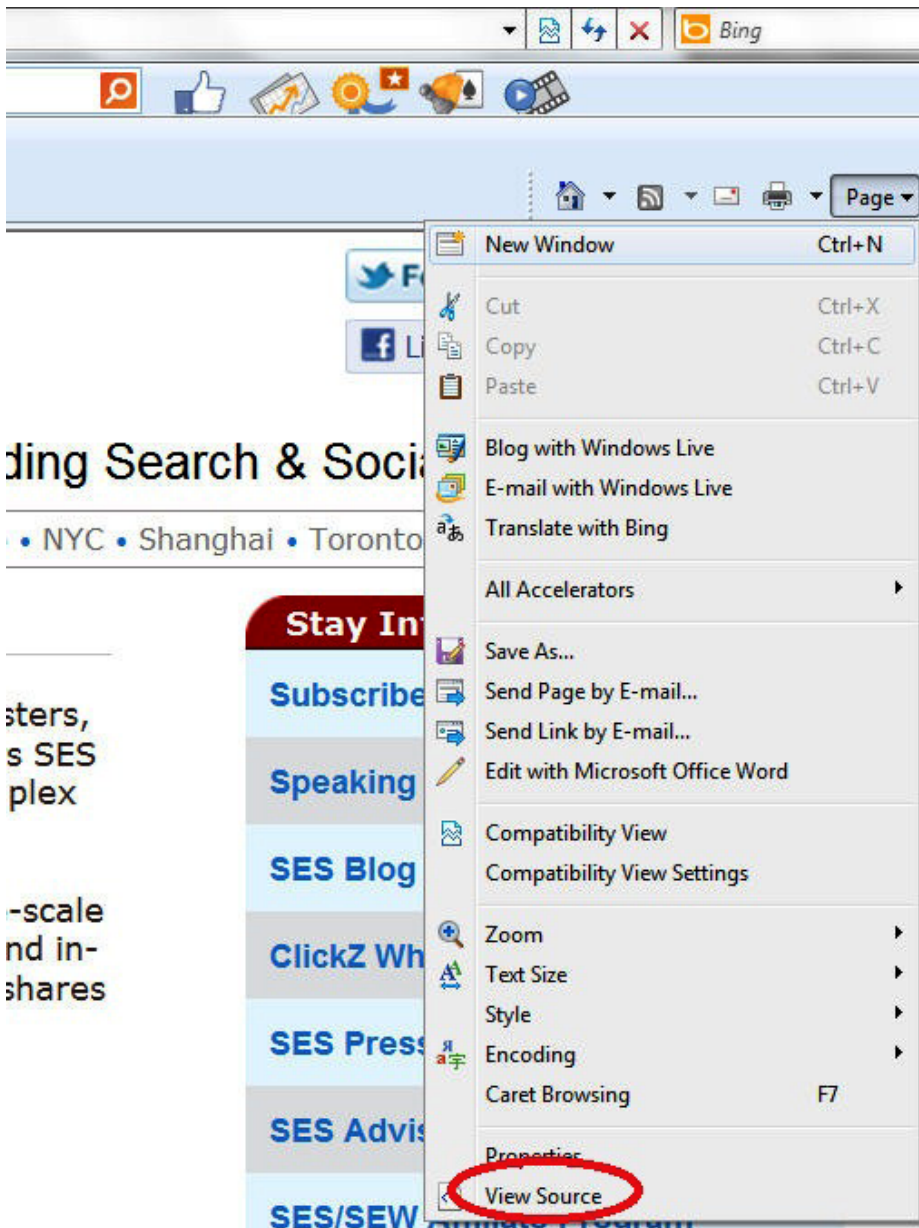 Bing
Page
New Window Ctrl+N
Cut Ctrl+X
Copy Ctrl+C
Paste Ctrl+V
Blog with Windows Live
E-mail with Windows Live
Translate with Bing
All Accelerators
Save As...
Send Page by E-mail...
Send Link by E-mail...
Edit with Microsoft Office Word
Compatibility View
Compatibility View Settings
Zoom
Text Size
Style
Encoding
Caret Browsing F7
Properties
View Source
ding Search & Socia
• NYC • Shanghai • Toronto
sters,
s SES
plex
-scale
nd in-
shares
Stay In
Subscribe
Speaking
SES Blog
ClickZ Wh
SES Press
SES Advis
SES/SEW Affiliate Program